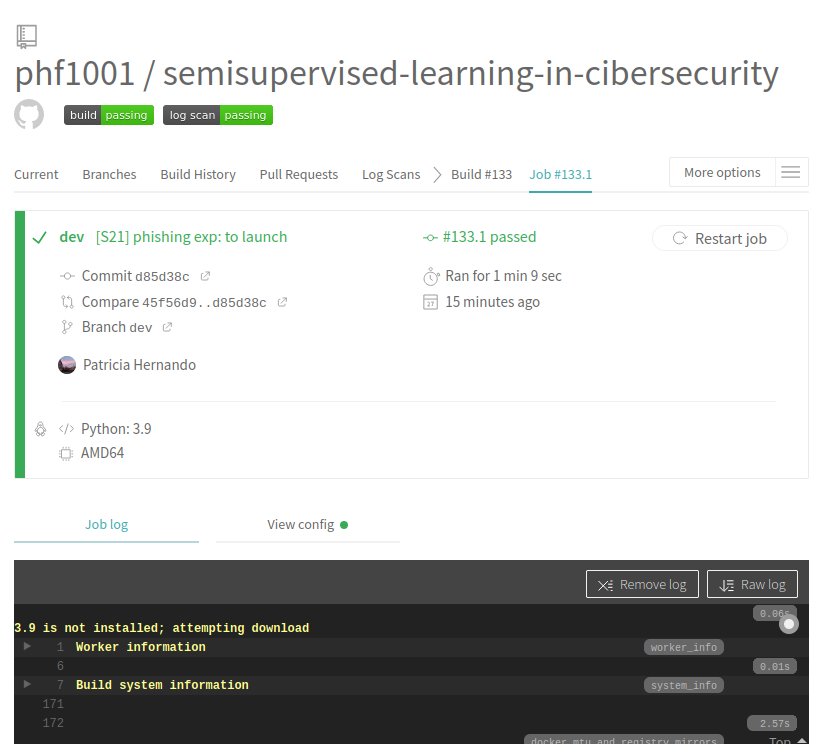 phf1001 / semisupervised-learning-in-cibersecurity
build passing log scan passing
Current Branches Build History Pull Requests Log Scans Build #133 Job #133.1 More options
dev [S21] phishing exp: to launch #133.1 passed Restart job
Commit d85d38c Ran for 1 min 9 sec
Compare 45f56d9..d85d38c 27 15 minutes ago
Branch dev
Patricia Hernando
Python: 3.9
AMD64
Job log View config
Remove log Raw log
0.06s
3.9 is not installed; attempting download
1 Worker information worker_info
6 0.01s
7 Build system information system_info
171
172 2.57s
docker_mtu_and_registry_mirrors
Top